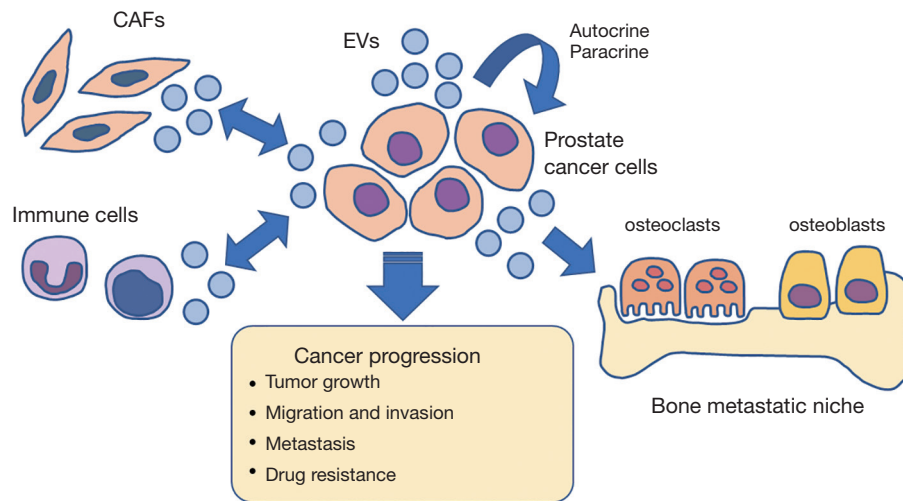 CAFs
EVs
Autocrine
Paracrine
Prostate
cancer cells
Immune cells
osteoclasts
osteoblasts
Cancer progression
• Tumor growth
• Migration and invasion
• Metastasis
• Drug resistance
Bone metastatic niche